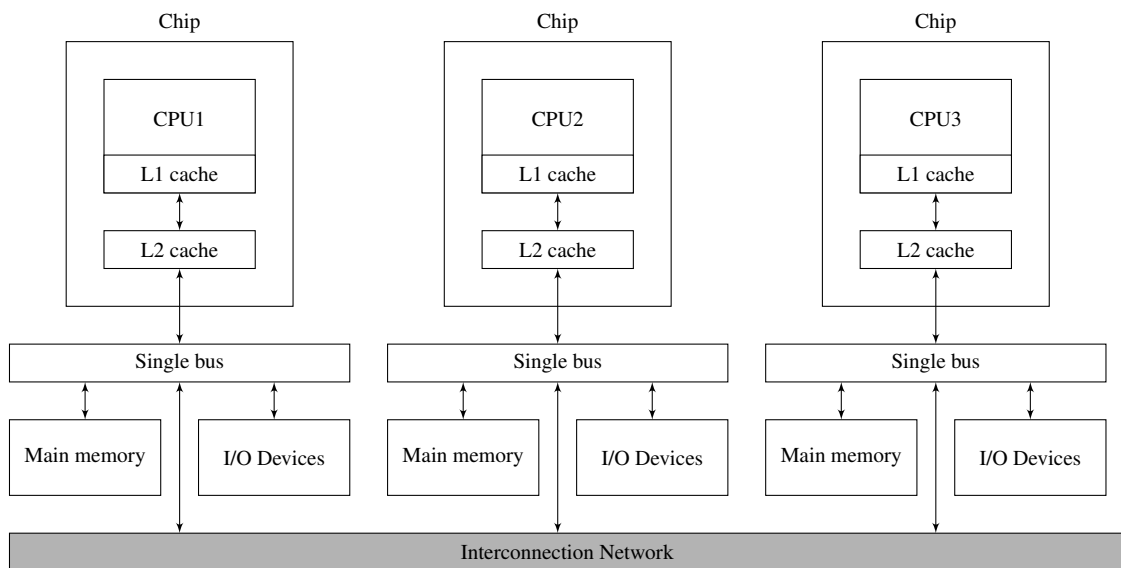 Chip
Chip
Chip
CPU1
CPU2
CPU3
L1 cache
L1 cache
L1 cache
L2 cache
L2 cache
L2 cache
Single bus
Single bus
Single bus
Main memory
I/O Devices
Main memory
I/O Devices
Main memory
I/O Devices
Interconnection Network